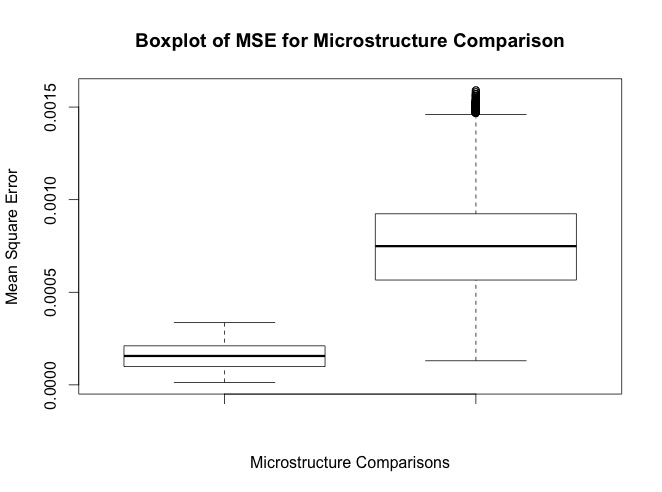 Boxplot of MSE for Microstructure Comparison
Mean Square Error
0.0015
0.0010
0.0005
0.0000
Microstructure Comparisons